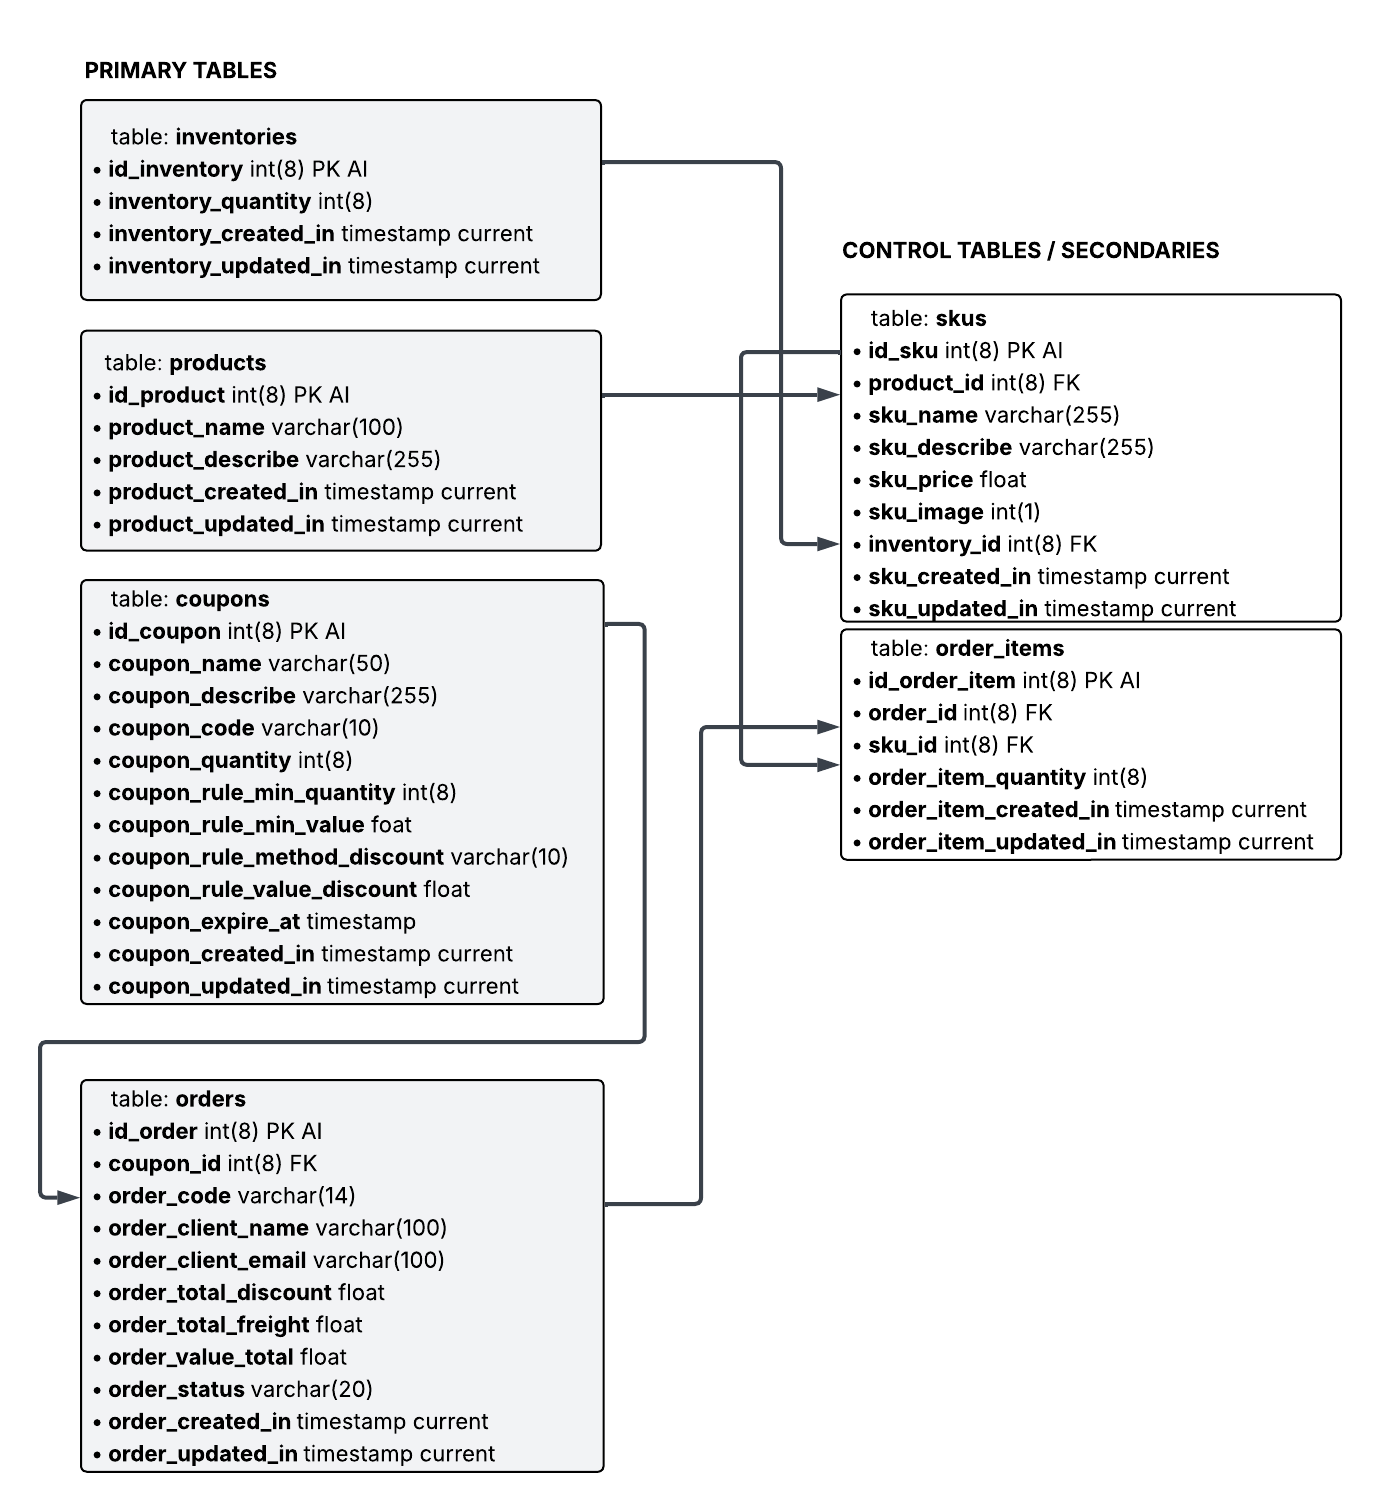 PRIMARY TABLES
table: inventories
• id_inventory int(8) PK AI
• inventory_quantity int(8)
• inventory_created_in timestamp current
• inventory_updated_in timestamp current
table: products
• id_product int(8) PK AI
• product_name varchar(100)
• product_describe varchar(255)
• product_created_in timestamp current
• product_updated_in timestamp current
table: coupons
• id_coupon int(8) PK AI
• coupon_name varchar(50)
• coupon_describe varchar(255)
• coupon_code varchar(10)
• coupon_quantity int(8)
• coupon_rule_min_quantity int(8)
• coupon_rule_min_value foat
• coupon_rule_method_discount varchar(10)
• coupon_rule_value_discount float
• coupon_expire_at timestamp
• coupon_created_in timestamp current
• coupon_updated_in timestamp current
table: orders
• id_order int(8) PK AI
• coupon_id int(8) FK
• order_code varchar(14)
• order_client_name varchar(100)
• order_client_email varchar(100)
• order_total_discount float
• order_total_freight float
• order_value_total float
• order_status varchar(20)
• order_created_in timestamp current
• order_updated_in timestamp current
CONTROL TABLES / SECONDARIES
table: skus
• id_sku int(8) PK AI
• product_id int(8) FK
• sku_name varchar(255)
• sku_describe varchar(255)
• sku_price float
• sku_image int(1)
• inventory_id int(8) FK
• sku_created_in timestamp current
• sku_updated_in timestamp current
table: order_items
• id_order_item int(8) PK AI
• order_id int(8) FK
• sku_id int(8) FK
• order_item_quantity int(8)
• order_item_created_in timestamp current
• order_item_updated_in timestamp current